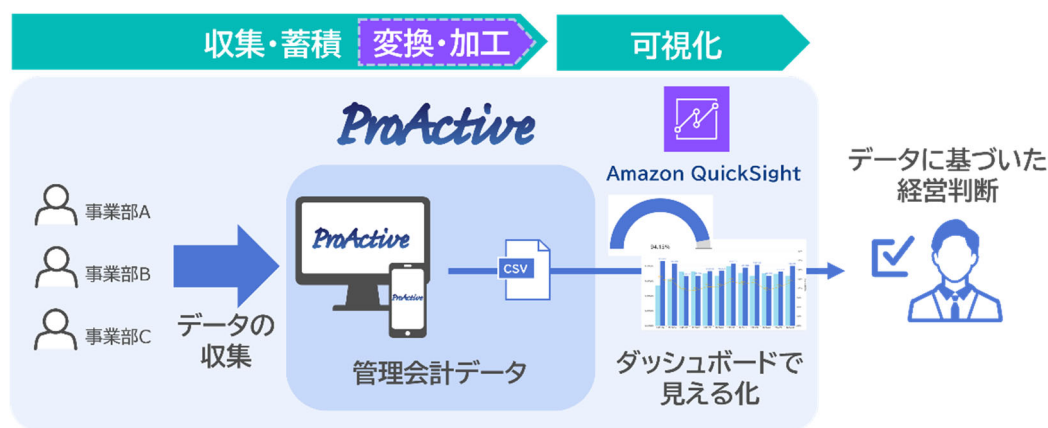 収集・蓄積
変換・加工
可視化
ProActive
Amazon QuickSight
事業部A
事業部B
事業部C
データの
収集
ProActive
ProActive
管理会計データ
CSV
ダッシュボードで
見える化
データに基づいた
経営判断